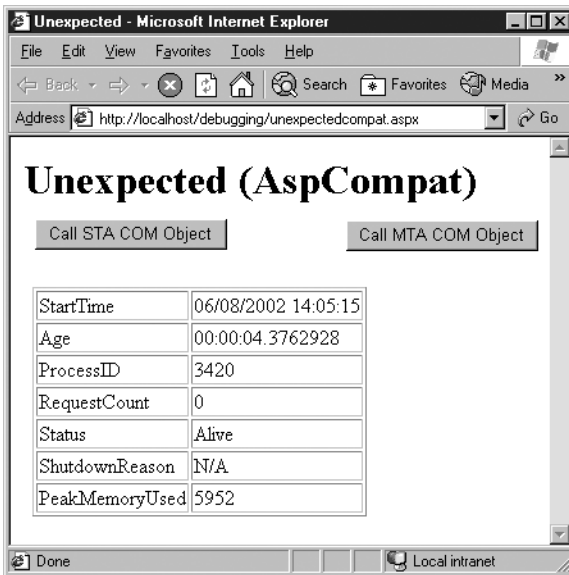 Unexpected - Microsoft Internet Explorer
File Edit View Favorites Tools Help
Back Search Favorites Media »
Address http://localhost/debugging/unexpectedcompat.aspx Go
Unexpected (AspCompat)
Call STA COM Object Call MTA COM Object
StartTime 06/08/2002 14:05:15
Age 00:00:04.3762928
ProcessID 3420
RequestCount 0
Status Alive
ShutdownReason N/A
PeakMemoryUsed 5952
Done Local intranet